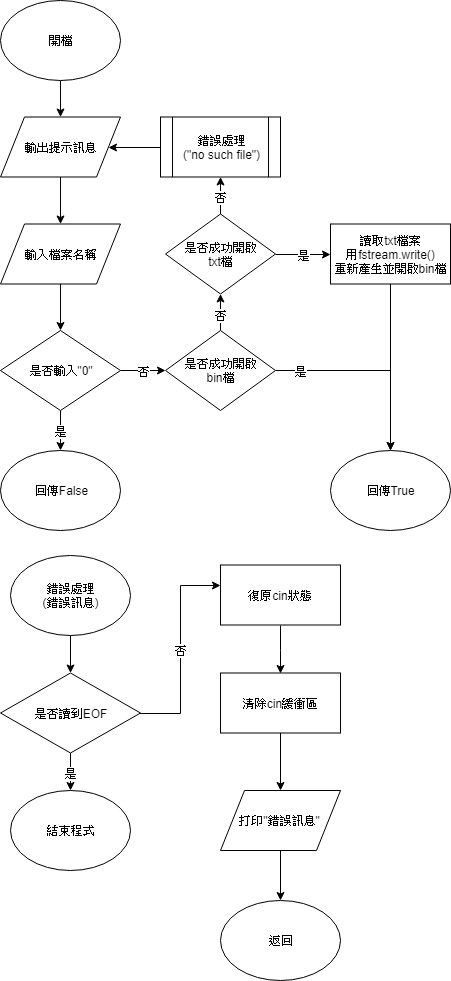 開檔
輸出提示訊息
錯誤處理
("no such file")
否
輸入檔案名稱
是否成功開啟
txt檔
是
讀取txt檔案
用fstream.write()
重新產生並開啟bin檔
否
是否輸入"0"
否
是否成功開啟
bin檔
是
是
回傳False
回傳True
錯誤處理
(錯誤訊息)
復原cin狀態
否
是否讀到EOF
清除cin緩衝區
是
結束程式
打印"錯誤訊息"
返回